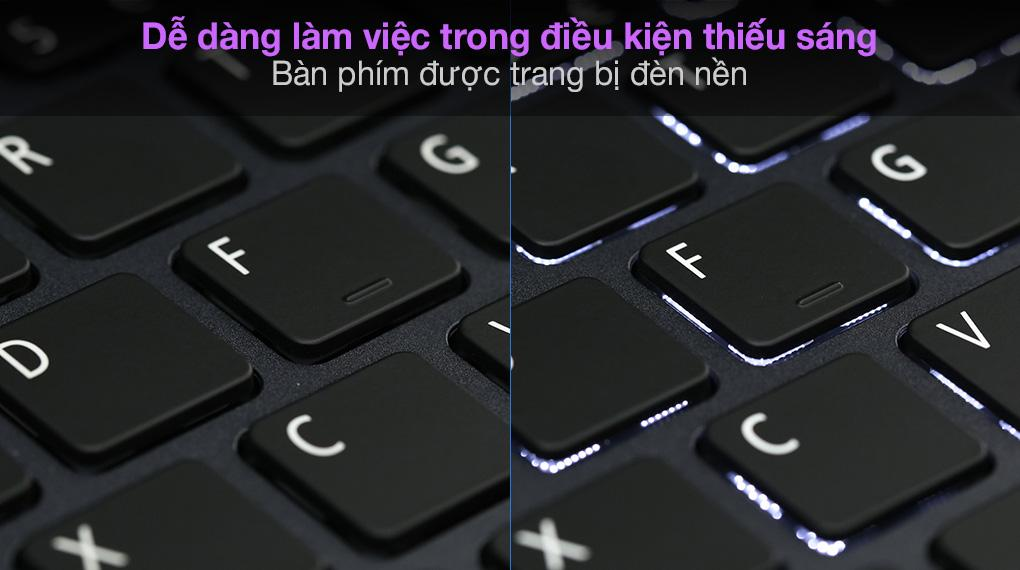 Dễ dàng làm việc trong điều kiện thiếu sáng
Bàn phím được trang bị đèn nền
R
G
G
F
F
D
V
C
C
X
X